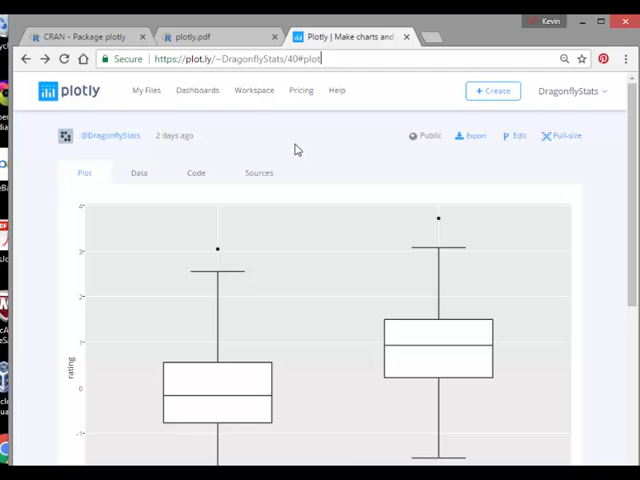 Kevin
CRAN - Package plotly
plotly.pdf
Plotly | Make charts and
Secure
https://plot.ly/~DragonflyStats/40#plot
plotly
My Files
Dashboards
Workspace
Pricing
Help
+ Create
DragonflyStats
@DragonflyStats
2 days ago
Public
Export
Edit
Full-size
Plot
Data
Code
Sources
4
3
2
1
0
-1
rating